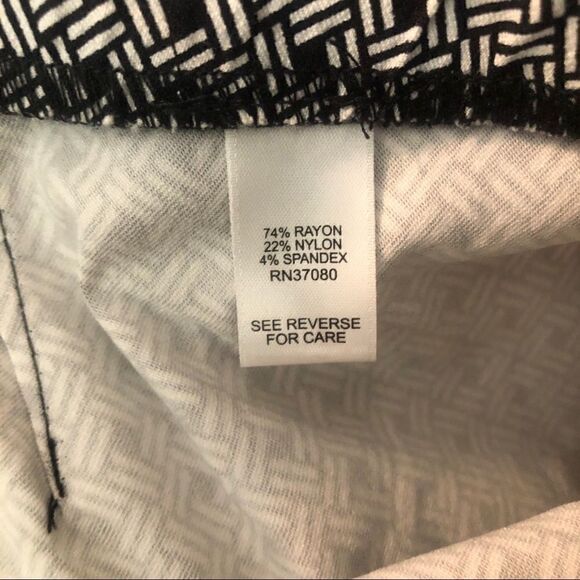 74% RAYON
22% NYLON
4% SPANDEX
RN37080
SEE REVERSE
FOR CARE